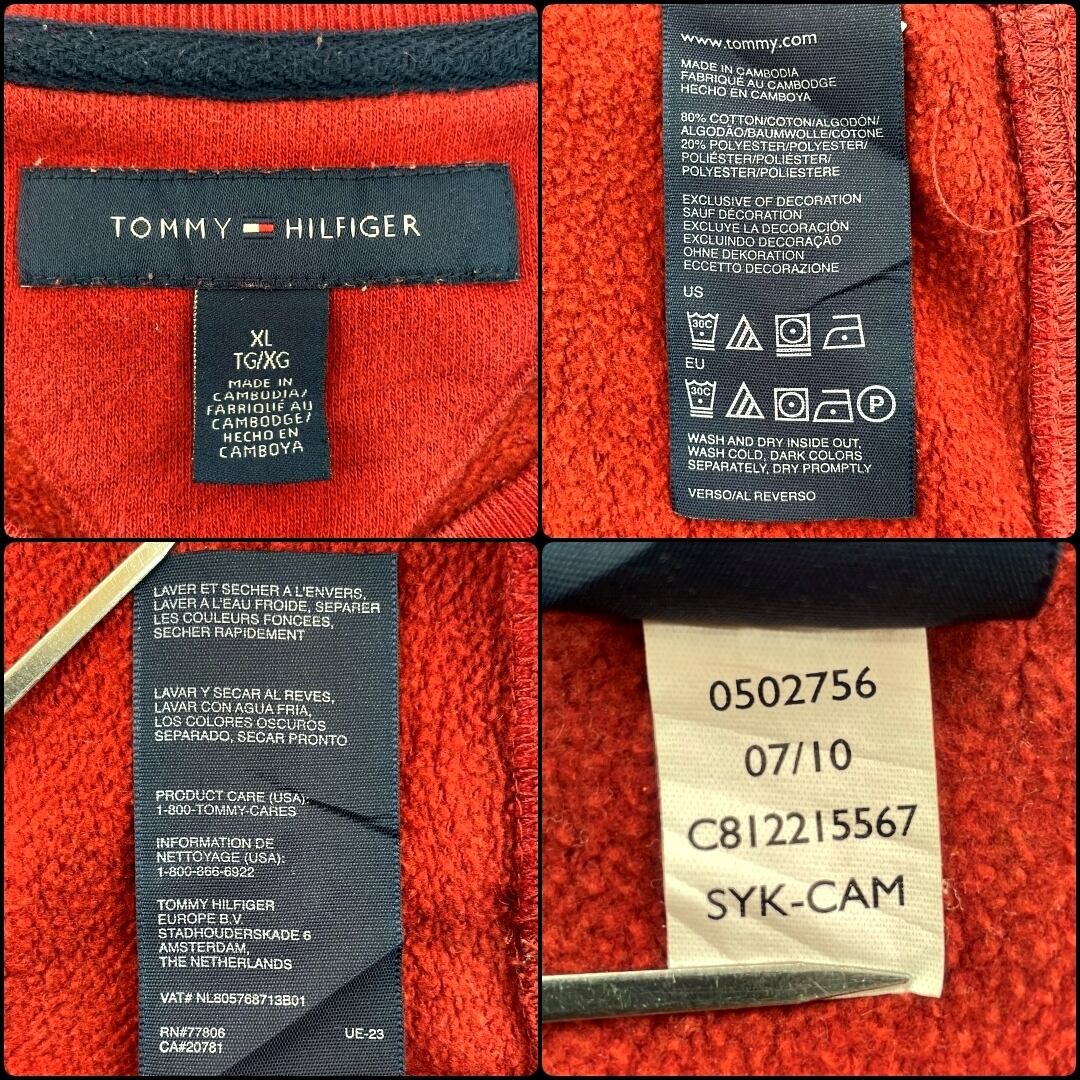 TOMMY HILFIGER
XL
TG/XG
MADE IN
CAMBODIA/
FABRIQUÉ AU
CAMBODGE/
HECHO EN
CAMBOYA
www.tommy.com
MADE IN CAMBODIA
FABRIQUÉ AU CAMBODGE
HECHO EN CAMBOYA
80% COTTON/COTON/ALGODÓN/
ALGODÃO/BAUMWOLLE/COTONE
20% POLYESTER/POLYESTER/
POLIÉSTER/POLIÉSTER/
POLYESTER/POLIESTERE
EXCLUSIVE OF DECORATION
SAUF DÉCORATION
EXCLUYE LA DECORACIÓN
EXCLUINDO DECORAÇÃO
OHNE DEKORATION
ECCETTO DECORAZIONE
US
30C
EU
30C
P
WASH AND DRY INSIDE OUT,
WASH COLD, DARK COLORS
SEPARATELY, DRY PROMPTLY
VERSO/AL REVERSO
LAVER ET SECHER A L'ENVERS,
LAVER A L'EAU FROIDE, SEPARER
LES COULEURS FONCEES,
SECHER RAPIDEMENT
LAVAR Y SECAR AL REVES,
LAVAR CON AGUA FRIA,
LOS COLORES OSCUROS
SEPARADO, SECAR PRONTO
PRODUCT CARE (USA):
1-800-TOMMY-CARES
INFORMATION DE
NETTOYAGE (USA):
1-800-866-6922
TOMMY HILFIGER
EUROPE B.V.
STADHOUDERSKADE 6
AMSTERDAM,
THE NETHERLANDS
VAT# NL805768713B01
RN#77806 UE-23
CA#20781
0502756
07/10
C812215567
SYK-CAM